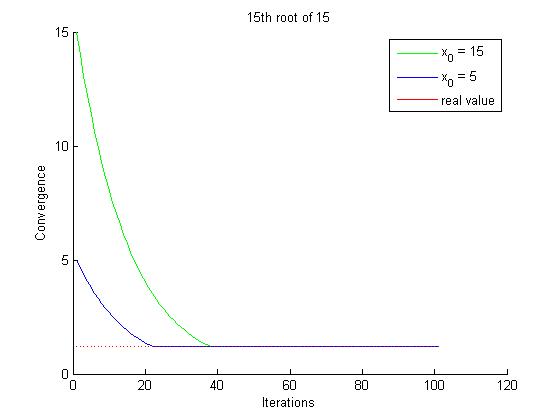 15th root of 15
x0 = 15
x0 = 5
real value
Convergence
15
10
5
0
0 20 40 60 80 100 120
Iterations